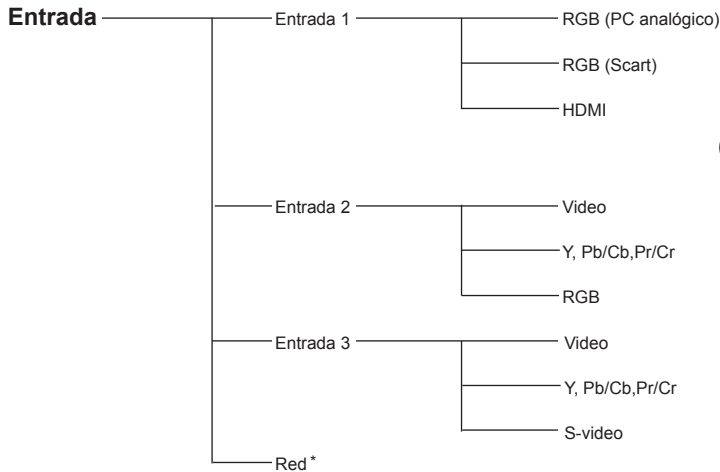 Entrada
Entrada 1
RGB (PC analógico)
RGB (Scart)
HDMI
Entrada 2
Video
Y, Pb/Cb,Pr/Cr
RGB
Entrada 3
Video
Y, Pb/Cb,Pr/Cr
S-video
Red *